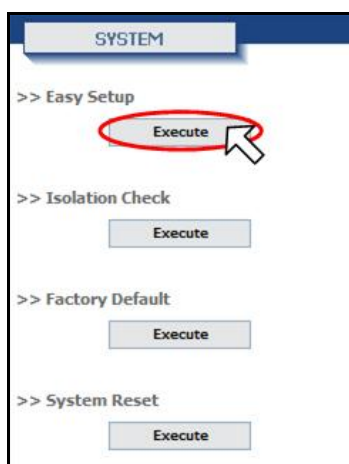 SYSTEM
>> Easy Setup
Execute
>> Isolation Check
Execute
>> Factory Default
Execute
>> System Reset
Execute